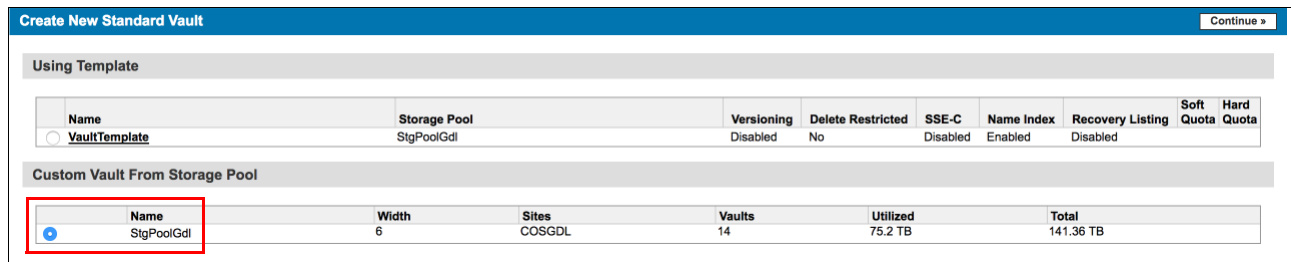 Create New Standard Vault Continue »
Using Template
Name Storage Pool Versioning Delete Restricted SSE-C Name Index Recovery Listing Soft Quota Hard Quota
VaultTemplate StgPoolGdl Disabled No Disabled Enabled Disabled
Custom Vault From Storage Pool
Name Width Sites Vaults Utilized Total
StgPoolGdl 6 COSGDL 14 75.2 TB 141.36 TB